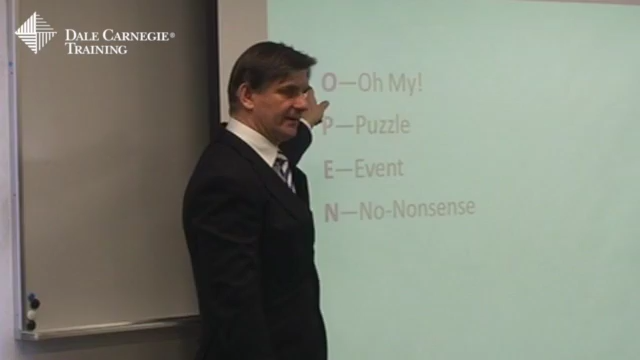 DALE CARNEGIE®
TRAINING
O—Oh My!
P—Puzzle
E—Event
N—No-Nonsense